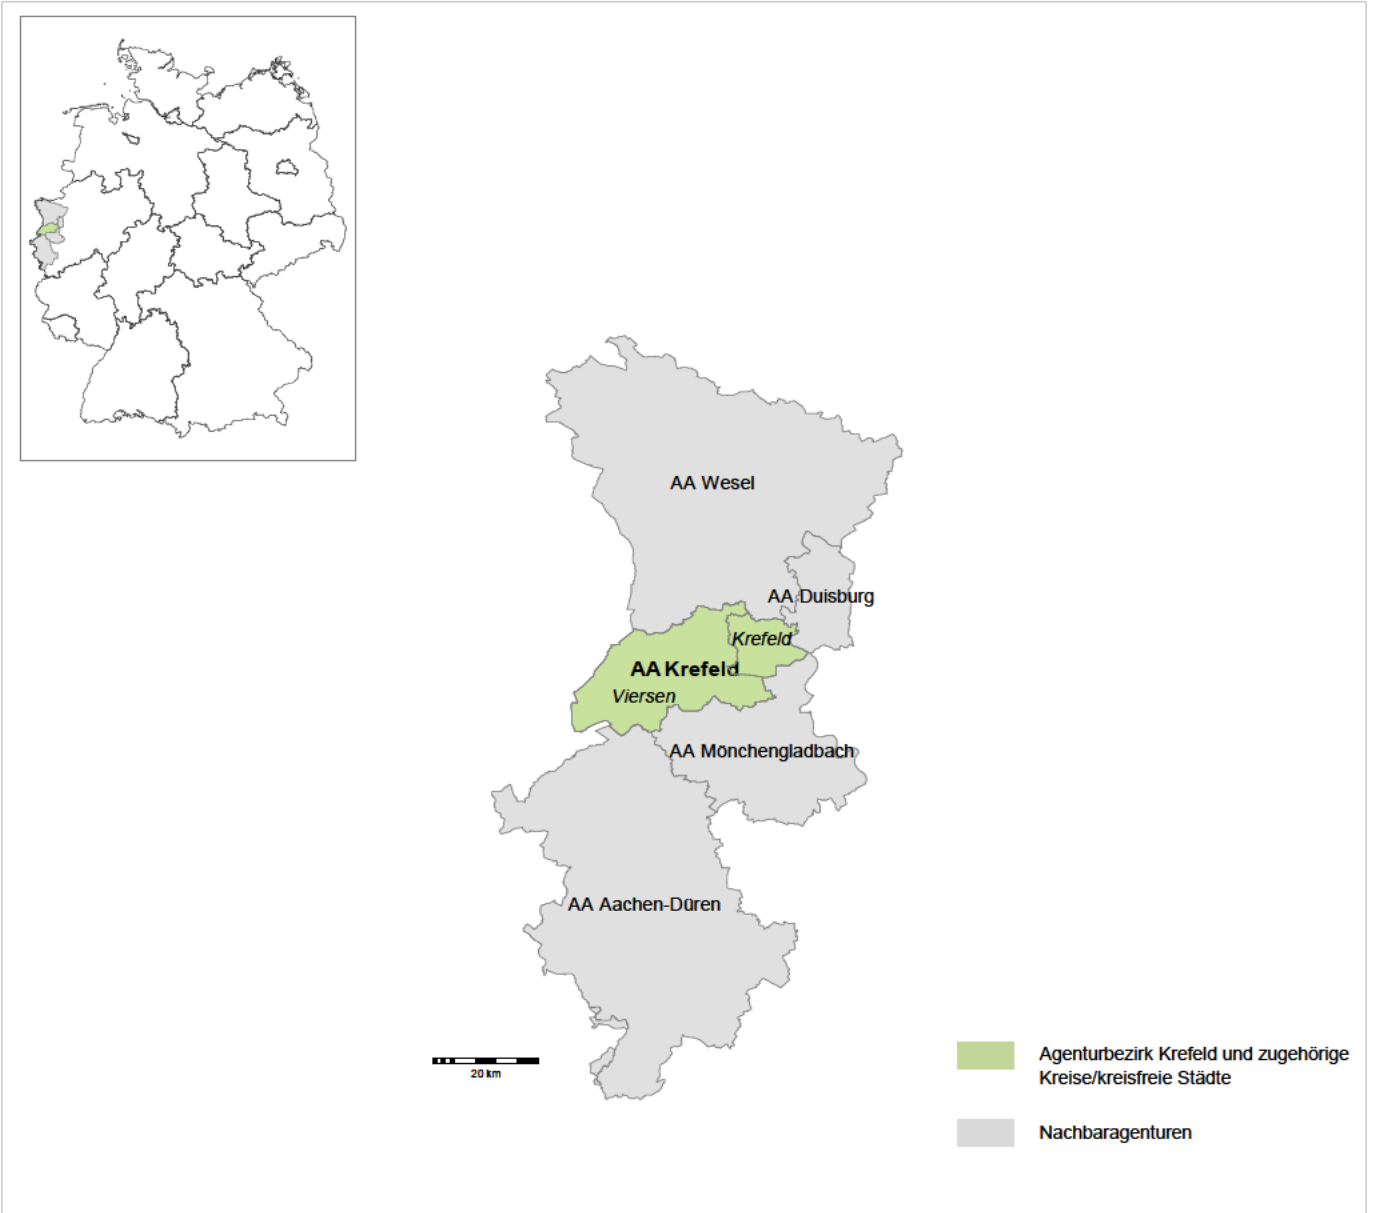 AA Wesel
AA Duisburg
Krefeld
AA Krefeld
Viersen
AA Mönchengladbach
AA Aachen-Düren
20 km
Agenturbezirk Krefeld und zugehörige
Kreise/kreisfreie Städte
Nachbaragenturen